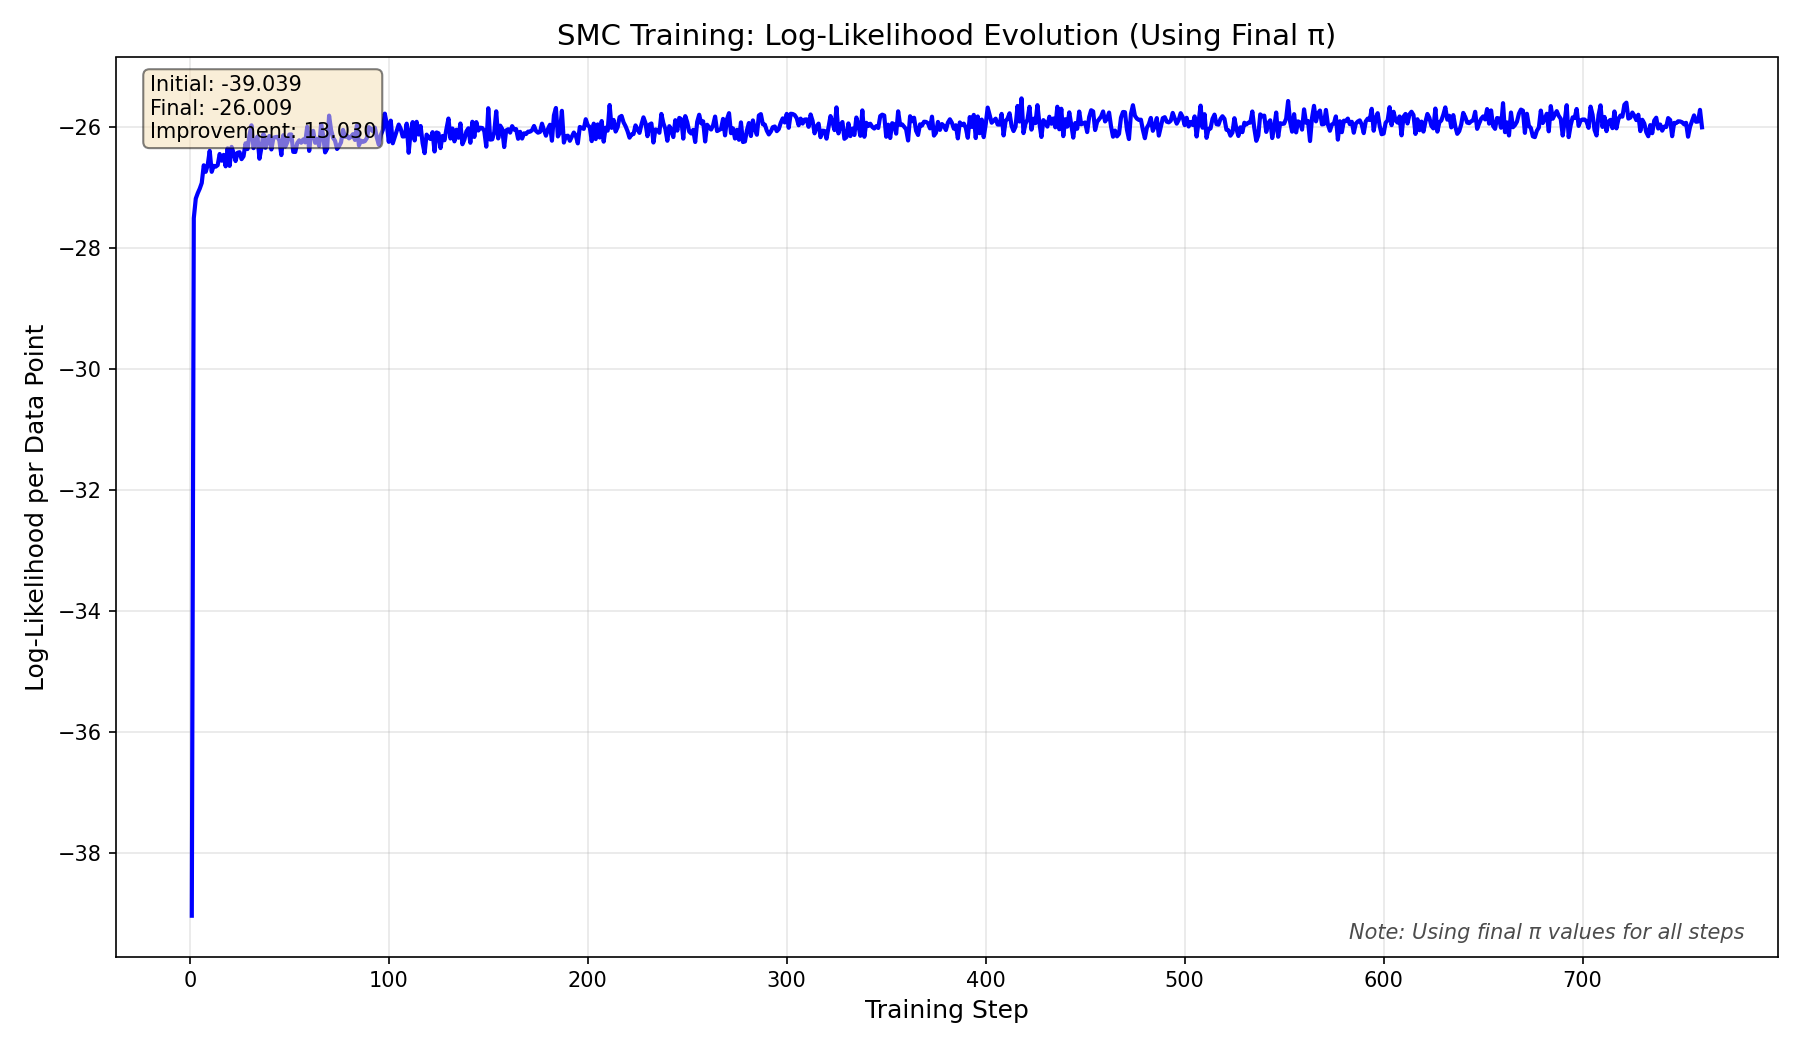 SMC Training: Log-Likelihood Evolution (Using Final π)
Initial: -39.039
Final: -26.009
Improvement: 13.030
Log-Likelihood per Data Point
−26
−28
−30
−32
−34
−36
−38
Note: Using final π values for all steps
0 100 200 300 400 500 600 700
Training Step